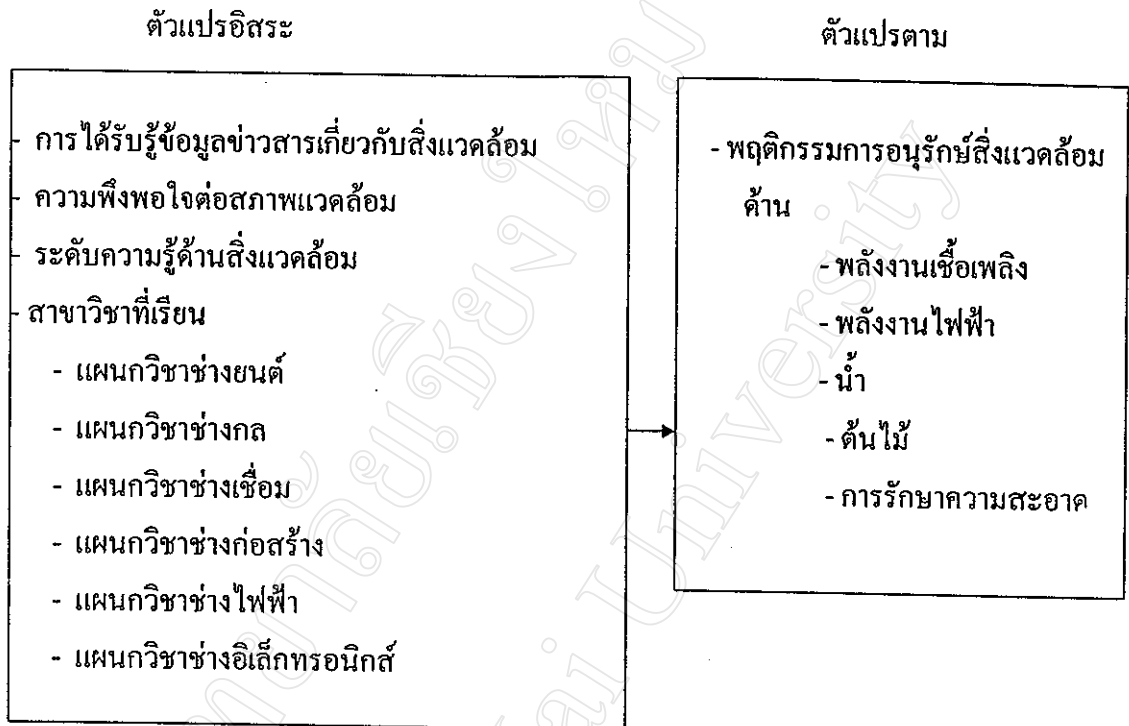 ตัวแปรอิสระ
- การได้รับรู้ข้อมูลข่าวสารเกี่ยวกับสิ่งแวดล้อม
- ความพึงพอใจต่อสภาพแวดล้อม
- ระดับความรู้ด้านสิ่งแวดล้อม
- สาขาวิชาที่เรียน
- แผนกวิชาช่างยนต์
- แผนกวิชาช่างกล
- แผนกวิชาช่างเชื่อม
- แผนกวิชาช่างก่อสร้าง
- แผนกวิชาช่างไฟฟ้า
- แผนกวิชาช่างอิเล็กทรอนิกส์
ตัวแปรตาม
- พฤติกรรมการอนุรักษ์สิ่งแวดล้อม
ด้าน
- พลังงานเชื้อเพลิง
- พลังงานไฟฟ้า
- น้ำ
- ต้นไม้
- การรักษาความสะอาด
University